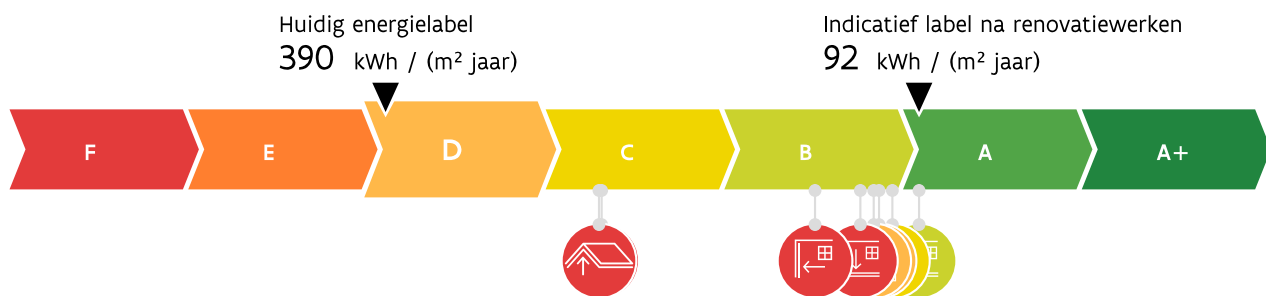 Huidig energielabel
390 kWh / (m² jaar)
Indicatief label na renovatiewerken
92 kWh / (m² jaar)
F E D C B A A+